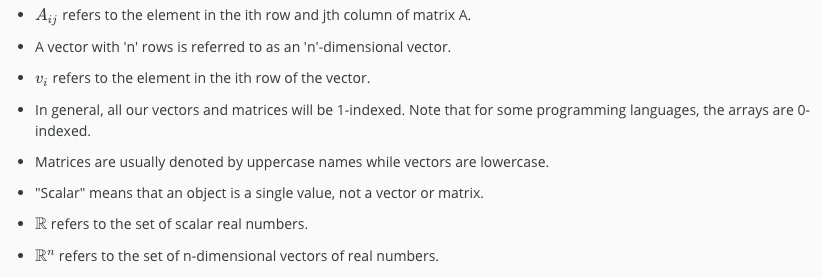 • A_{ij} refers to the element in the ith row and jth column of matrix A.
• A vector with 'n' rows is referred to as an 'n'-dimensional vector.
• v_i refers to the element in the ith row of the vector.
• In general, all our vectors and matrices will be 1-indexed. Note that for some programming languages, the arrays are 0-
indexed.
• Matrices are usually denoted by uppercase names while vectors are lowercase.
• "Scalar" means that an object is a single value, not a vector or matrix.
• ℝ refers to the set of scalar real numbers.
• ℝⁿ refers to the set of n-dimensional vectors of real numbers.